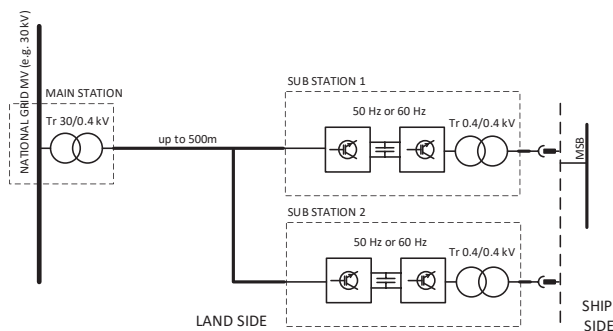 NATIONAL GRID MV (e.g. 30 kV)
MAIN STATION
Tr 30/0.4 kV
up to 500m
SUB STATION 1
50 Hz or 60 Hz
Tr 0.4/0.4 kV
MSB
SUB STATION 2
50 Hz or 60 Hz
Tr 0.4/0.4 kV
LAND SIDE
SHIP
SIDE